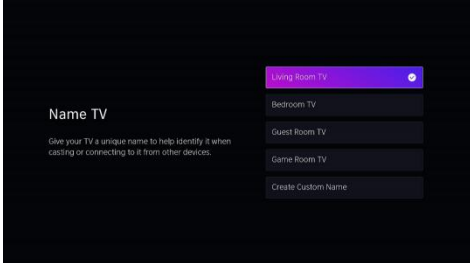 Name TV
Give your TV a unique name to help identify it when
casting or connecting to it from other devices.
Living Room TV
Bedroom TV
Guest Room TV
Game Room TV
Create Custom Name